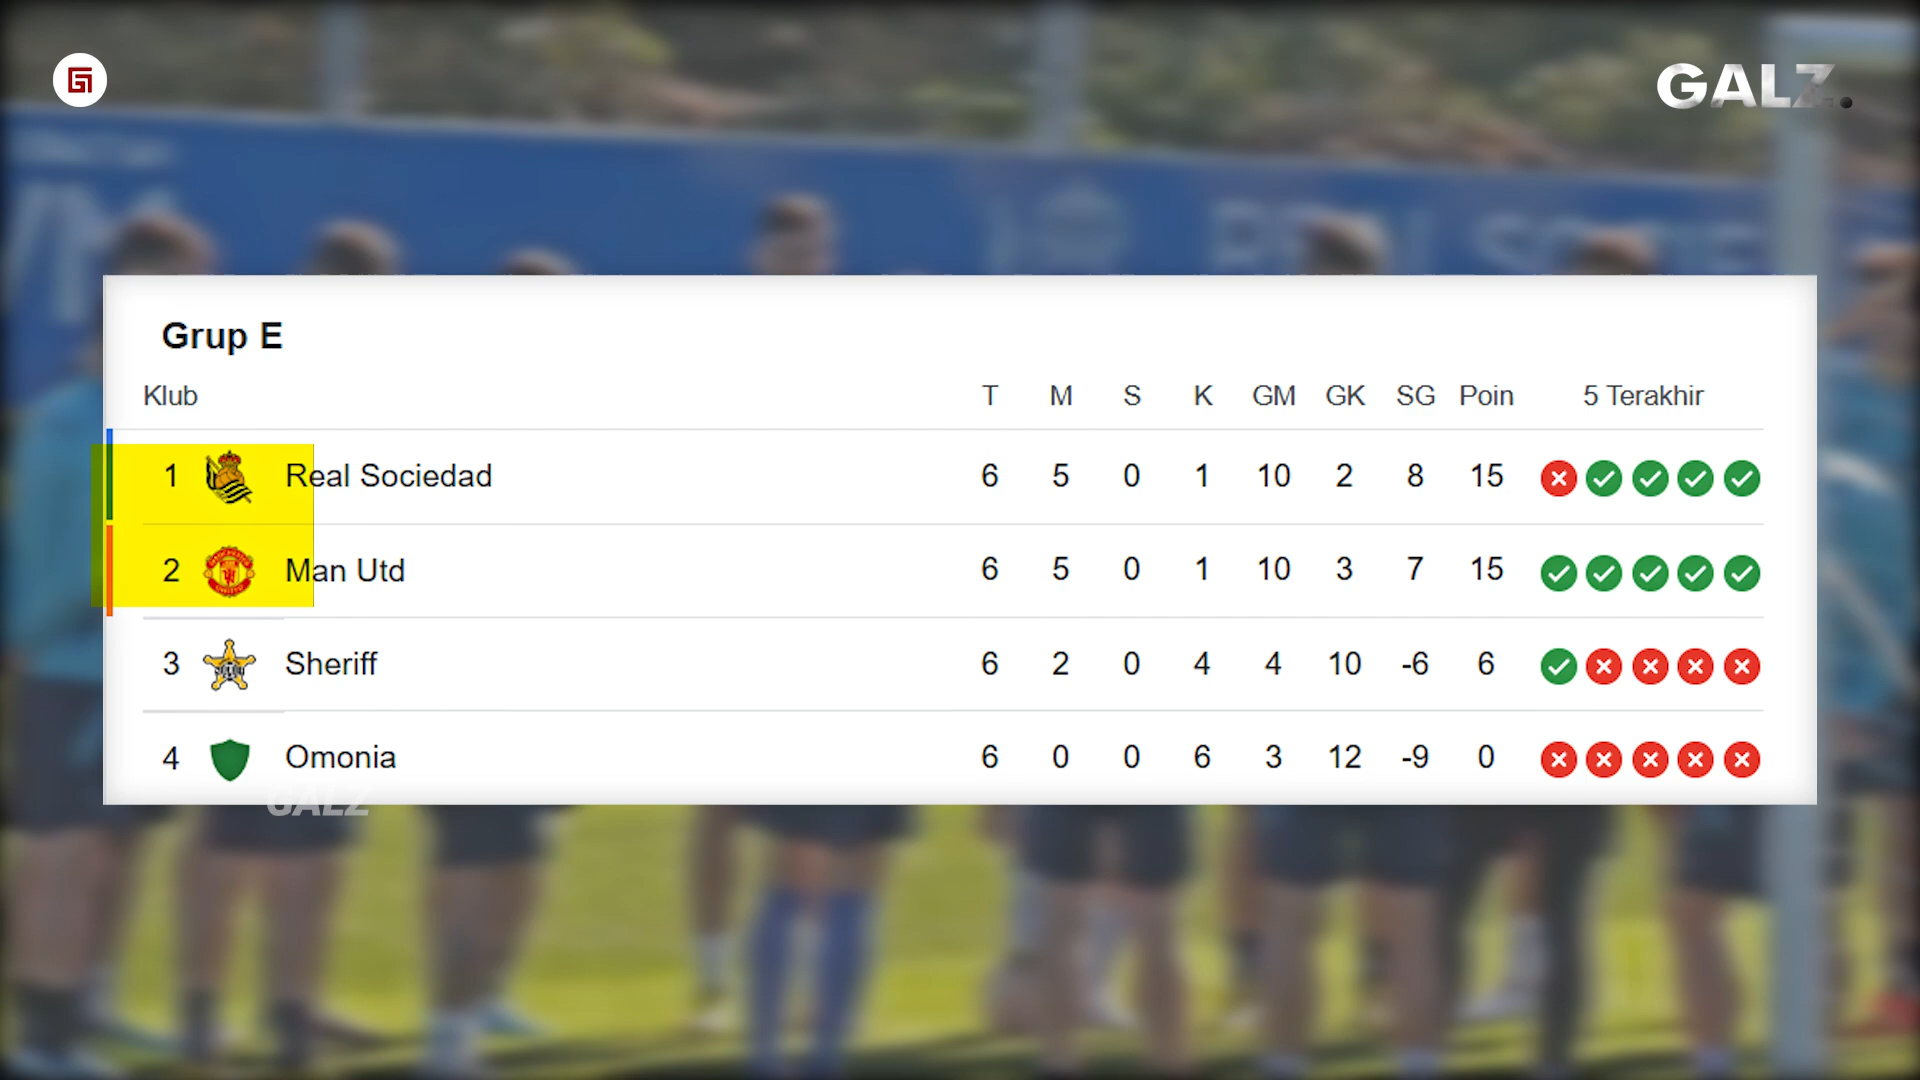 GALZ.
Grup E
Klub T M S K GM GK SG Poin 5 Terakhir
1 Real Sociedad 6 5 0 1 10 2 8 15
2 Man Utd 6 5 0 1 10 3 7 15
3 Sheriff 6 2 0 4 4 10 -6 6
4 Omonia 6 0 0 6 3 12 -9 0
GALZ